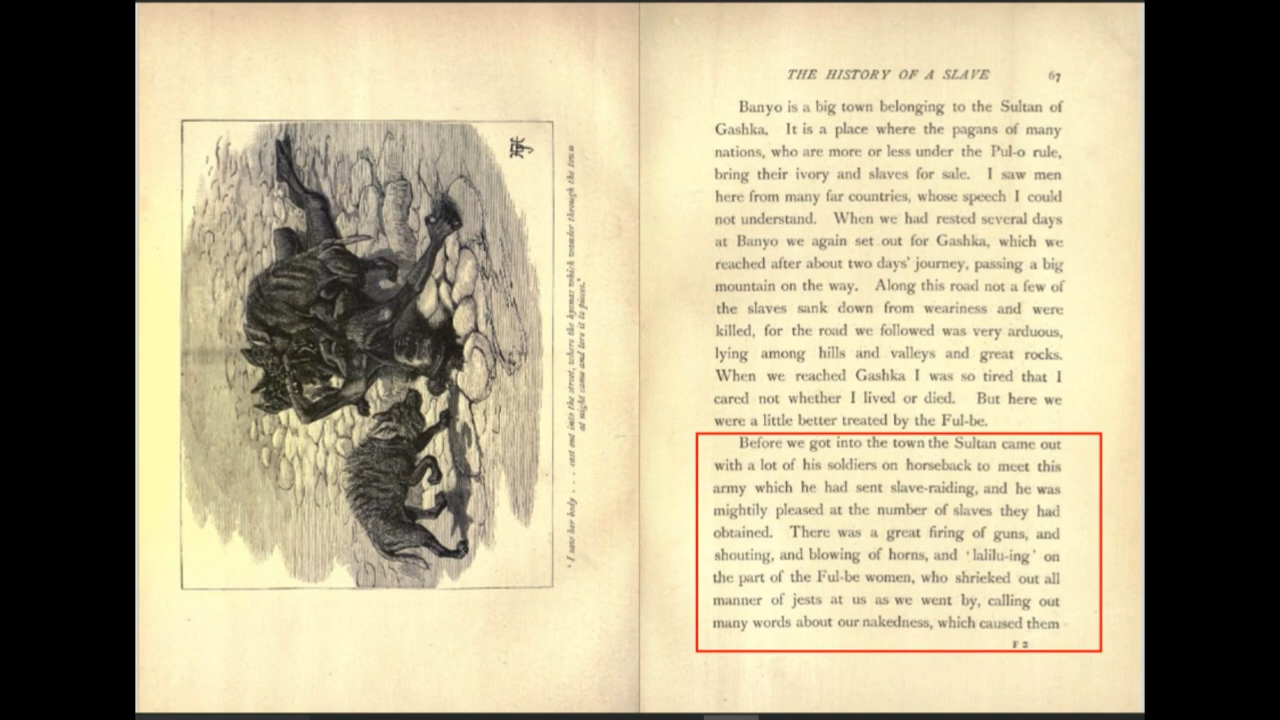 ' I saw her body . . . cast out into the street, where the hyenas which wander through the town
at night came and tore it to pieces.'
THE HISTORY OF A SLAVE 67
Banyo is a big town belonging to the Sultan of
Gashka. It is a place where the pagans of many
nations, who are more or less under the Pul-o rule,
bring their ivory and slaves for sale. I saw men
here from many far countries, whose speech I could
not understand. When we had rested several days
at Banyo we again set out for Gashka, which we
reached after about two days' journey, passing a big
mountain on the way. Along this road not a few of
the slaves sank down from weariness and were
killed, for the road we followed was very arduous,
lying among hills and valleys and great rocks.
When we reached Gashka I was so tired that I
cared not whether I lived or died. But here we
were a little better treated by the Ful-be.
Before we got into the town the Sultan came out
with a lot of his soldiers on horseback to meet this
army which he had sent slave-raiding, and he was
mightily pleased at the number of slaves they had
obtained. There was a great firing of guns, and
shouting, and blowing of horns, and ' lalilu-ing ' on
the part of the Ful-be women, who shrieked out all
manner of jests at us as we went by, calling out
many words about our nakedness, which caused them
F 2